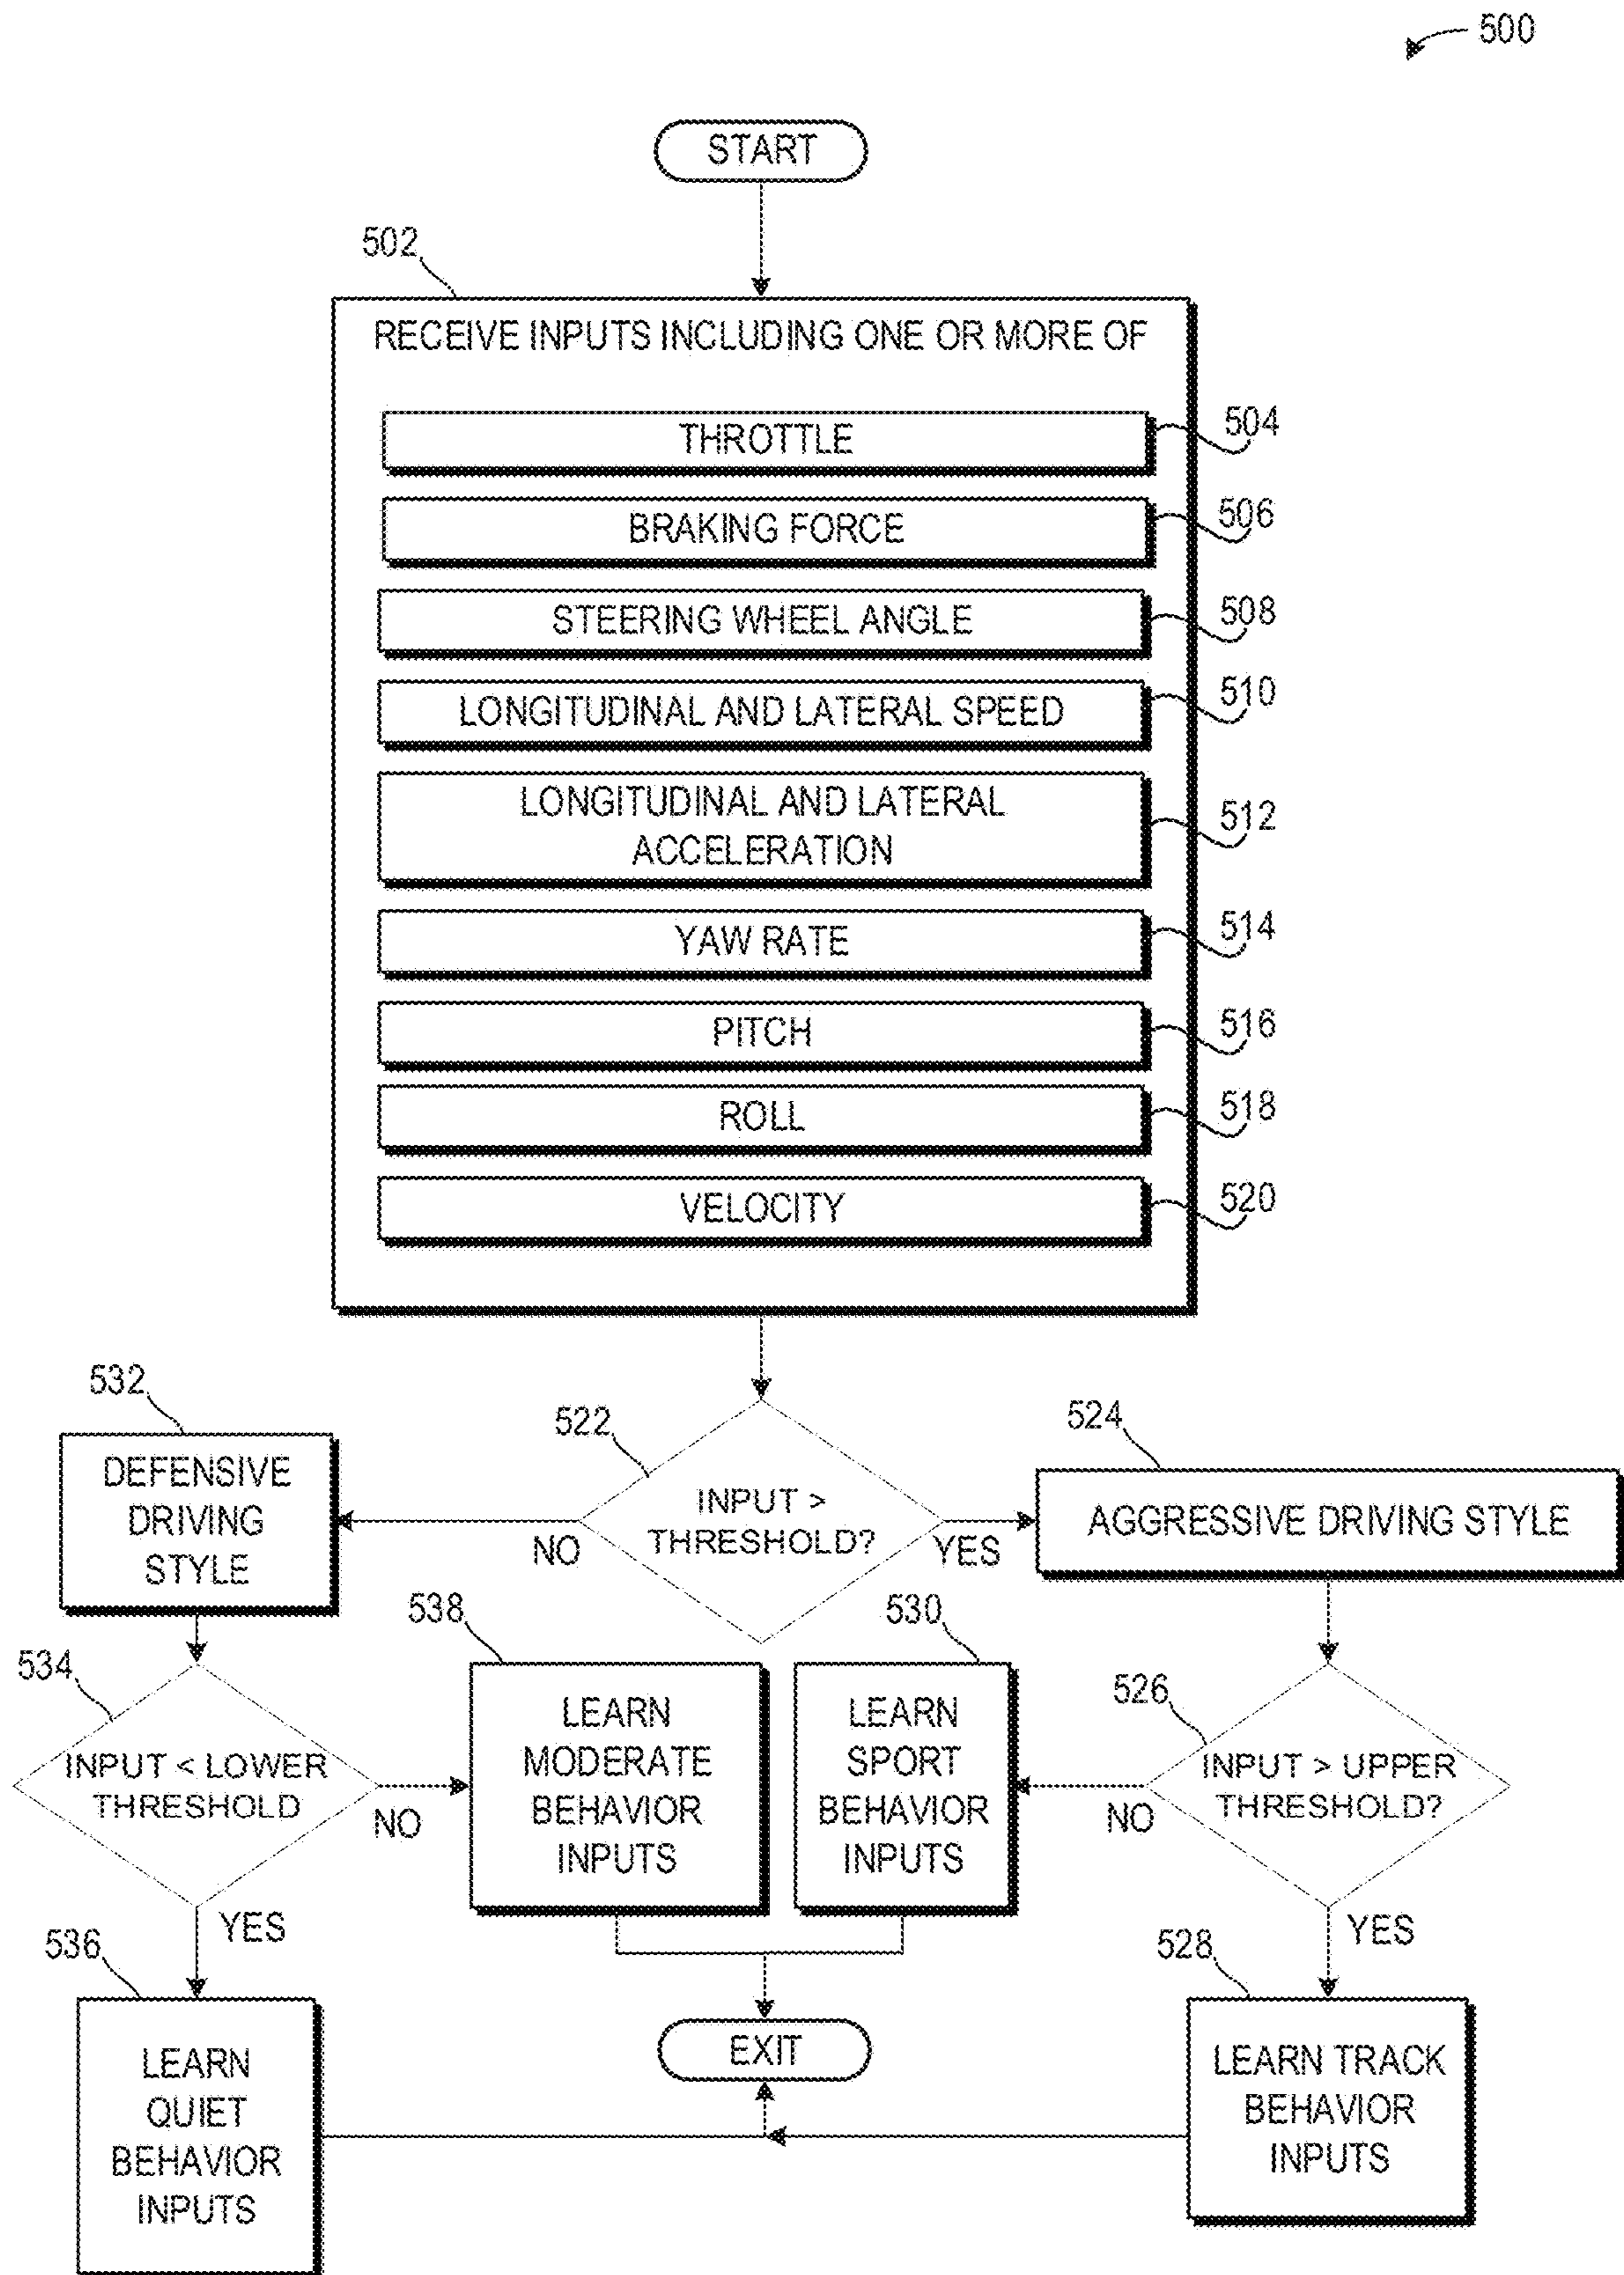 500
START
502
RECEIVE INPUTS INCLUDING ONE OR MORE OF
THROTTLE
504
BRAKING FORCE
506
STEERING WHEEL ANGLE
508
LONGITUDINAL AND LATERAL SPEED
510
LONGITUDINAL AND LATERAL
ACCELERATION
512
YAW RATE
514
PITCH
516
ROLL
518
VELOCITY
520
522
INPUT >
THRESHOLD?
NO
YES
532
DEFENSIVE
DRIVING
STYLE
524
AGGRESSIVE DRIVING STYLE
534
INPUT < LOWER
THRESHOLD
NO
YES
538
LEARN
MODERATE
BEHAVIOR
INPUTS
530
LEARN
SPORT
BEHAVIOR
INPUTS
526
INPUT > UPPER
THRESHOLD?
NO
YES
536
LEARN
QUIET
BEHAVIOR
INPUTS
EXIT
528
LEARN TRACK
BEHAVIOR
INPUTS